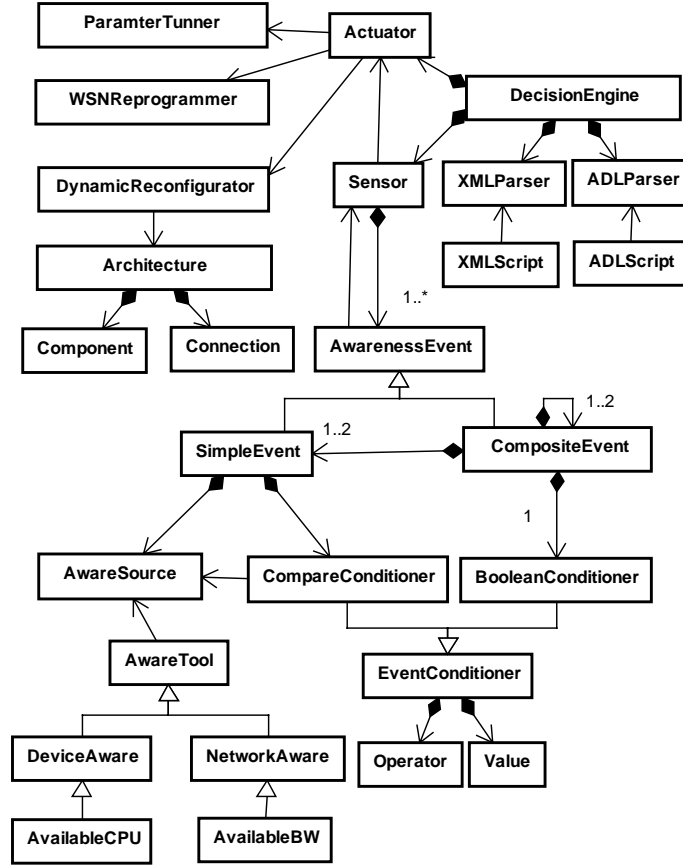 ParamterTunner
Actuator
WSNReprogrammer
DecisionEngine
DynamicReconfigurator
Sensor
XMLParser
ADLParser
Architecture
XMLScript
ADLScript
1..*
Component
Connection
AwarenessEvent
1..2
1..2
SimpleEvent
CompositeEvent
1
AwareSource
CompareConditioner
BooleanConditioner
AwareTool
EventConditioner
DeviceAware
NetworkAware
Operator
Value
AvailableCPU
AvailableBW